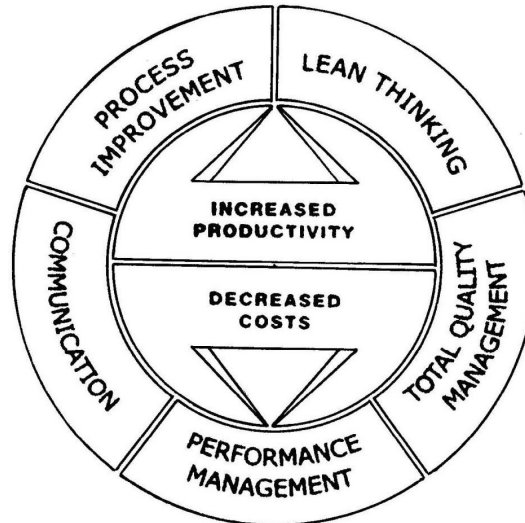 PROCESS
IMPROVEMENT
LEAN THINKING
INCREASED
PRODUCTIVITY
DECREASED
COSTS
COMMUNICATION
TOTAL QUALITY
MANAGEMENT
PERFORMANCE
MANAGEMENT